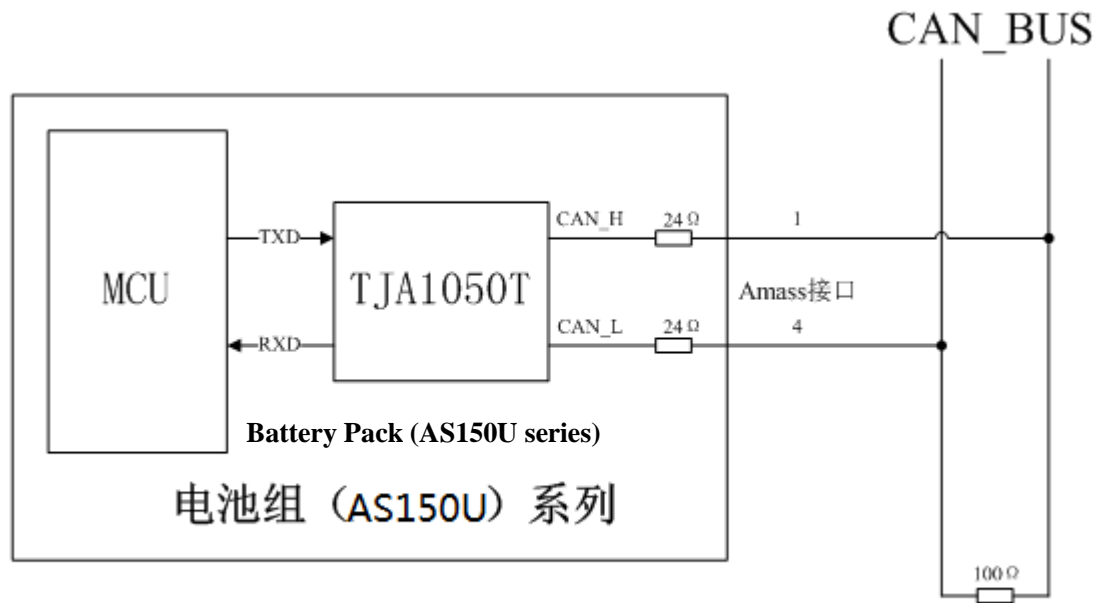 CAN_BUS
MCU
TXD
RXD
TJA1050T
CAN_H
24Ω
1
Amass接口
CAN_L
24Ω
4
Battery Pack (AS150U series)
电池组（AS150U）系列
100Ω